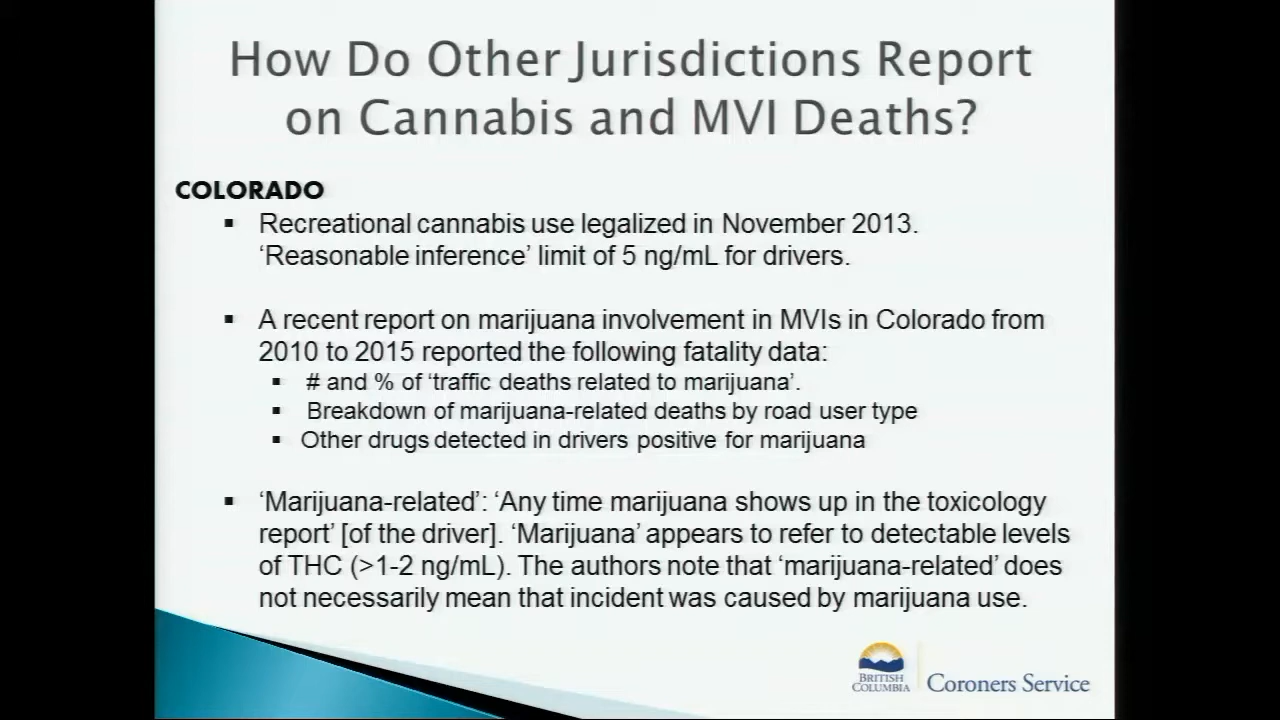 How Do Other Jurisdictions Report
on Cannabis and MVI Deaths?
COLORADO
▪ Recreational cannabis use legalized in November 2013.
‘Reasonable inference’ limit of 5 ng/mL for drivers.
▪ A recent report on marijuana involvement in MVIs in Colorado from
2010 to 2015 reported the following fatality data:
▪ # and % of ‘traffic deaths related to marijuana’.
▪ Breakdown of marijuana-related deaths by road user type
▪ Other drugs detected in drivers positive for marijuana
▪ ‘Marijuana-related’: ‘Any time marijuana shows up in the toxicology
report’ [of the driver]. ‘Marijuana’ appears to refer to detectable levels
of THC (>1-2 ng/mL). The authors note that ‘marijuana-related’ does
not necessarily mean that incident was caused by marijuana use.
BRITISH
COLUMBIA
Coroners Service